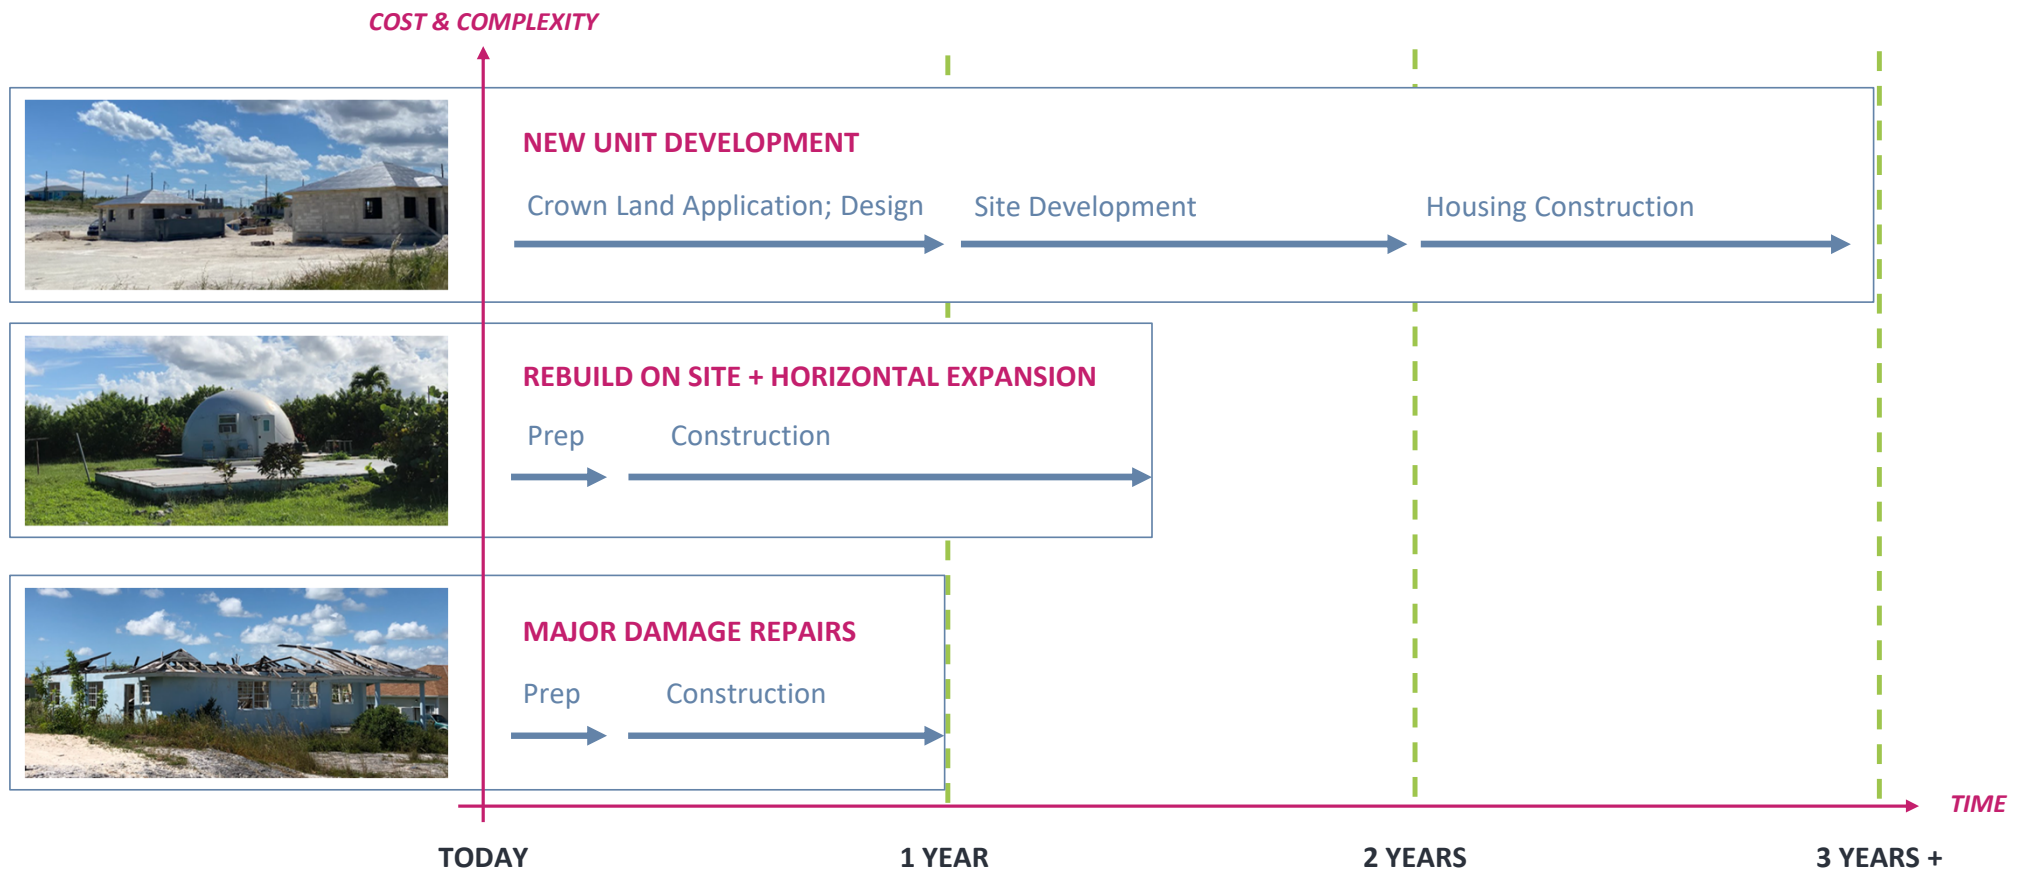 COST & COMPLEXITY
NEW UNIT DEVELOPMENT
Crown Land Application; Design
Site Development
Housing Construction
REBUILD ON SITE + HORIZONTAL EXPANSION
Prep
Construction
MAJOR DAMAGE REPAIRS
Prep
Construction
TIME
TODAY
1 YEAR
2 YEARS
3 YEARS +